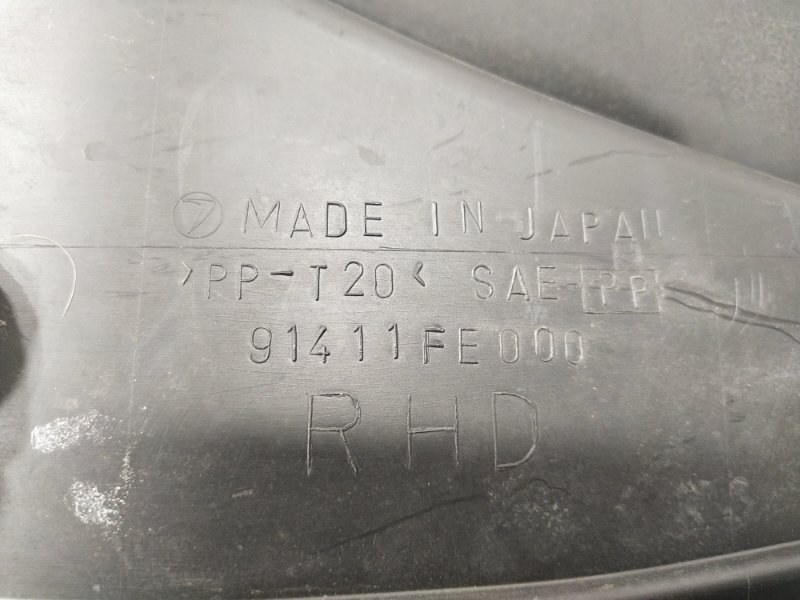 MADE IN JAPAN
>PP-T20< SAE-PP
91411FE000
RHD